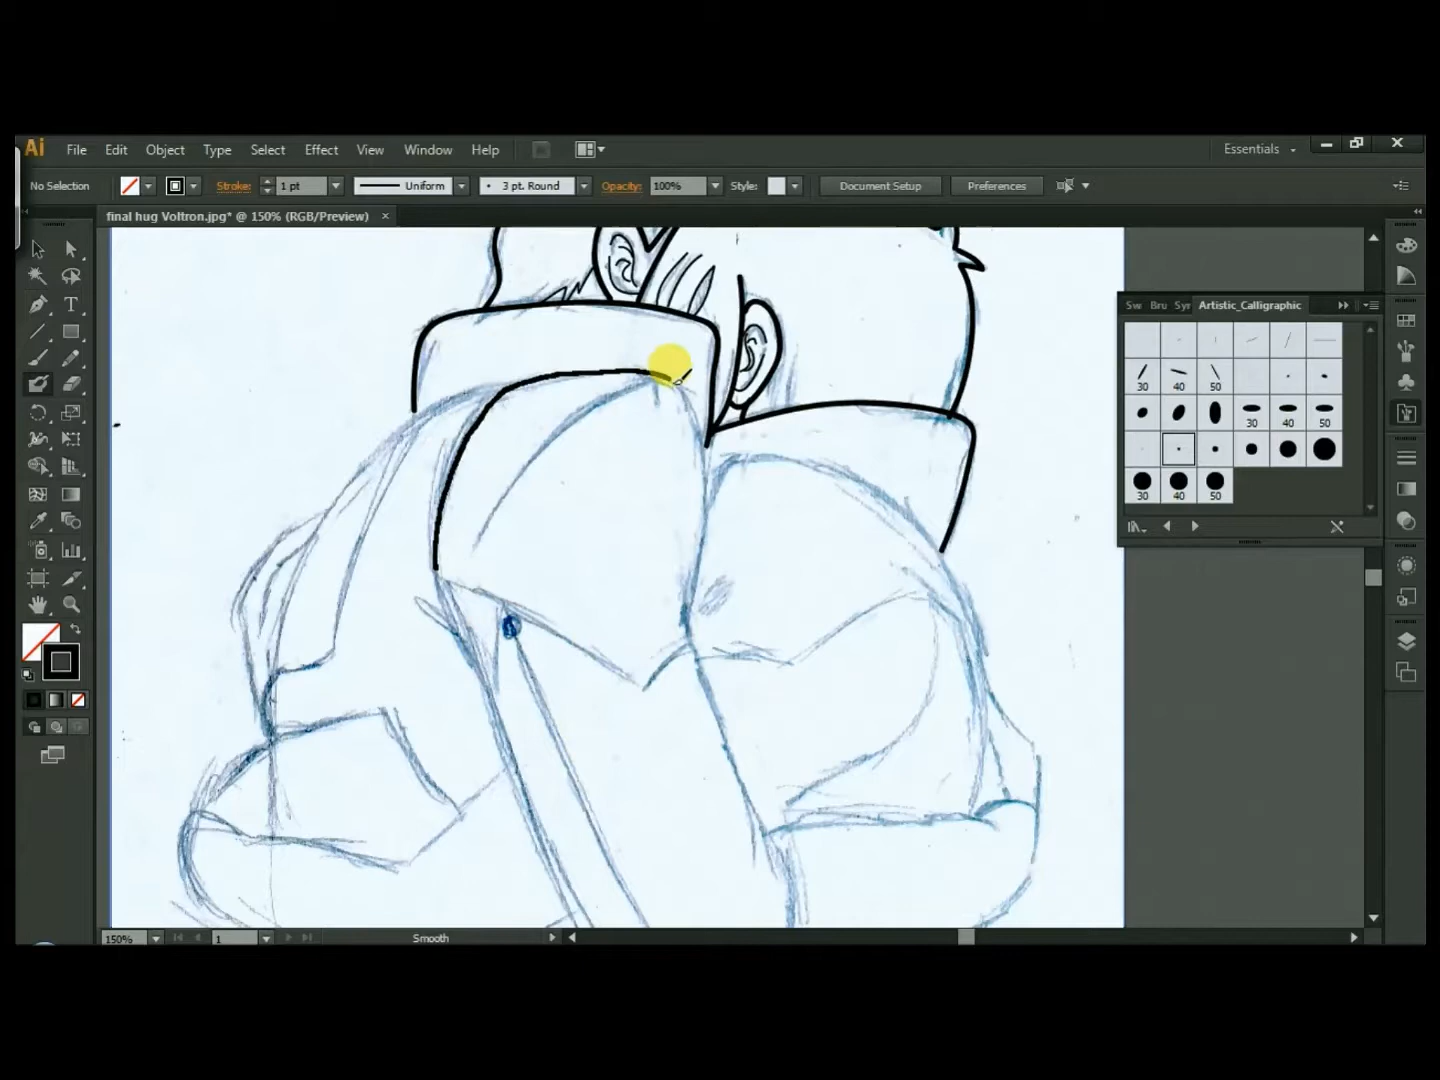 Ai File Edit Object Type Select Effect View Window Help Essentials
No Selection Stroke: 1 pt Uniform 3 pt. Round Opacity: 100% Style: Document Setup Preferences
final hug Voltron.jpg* @ 150% (RGB/Preview) ×
Sw Bru Syr Artistic_Calligraphic
30 40 50
30 40 50
30 40 50
150% 1 Smooth